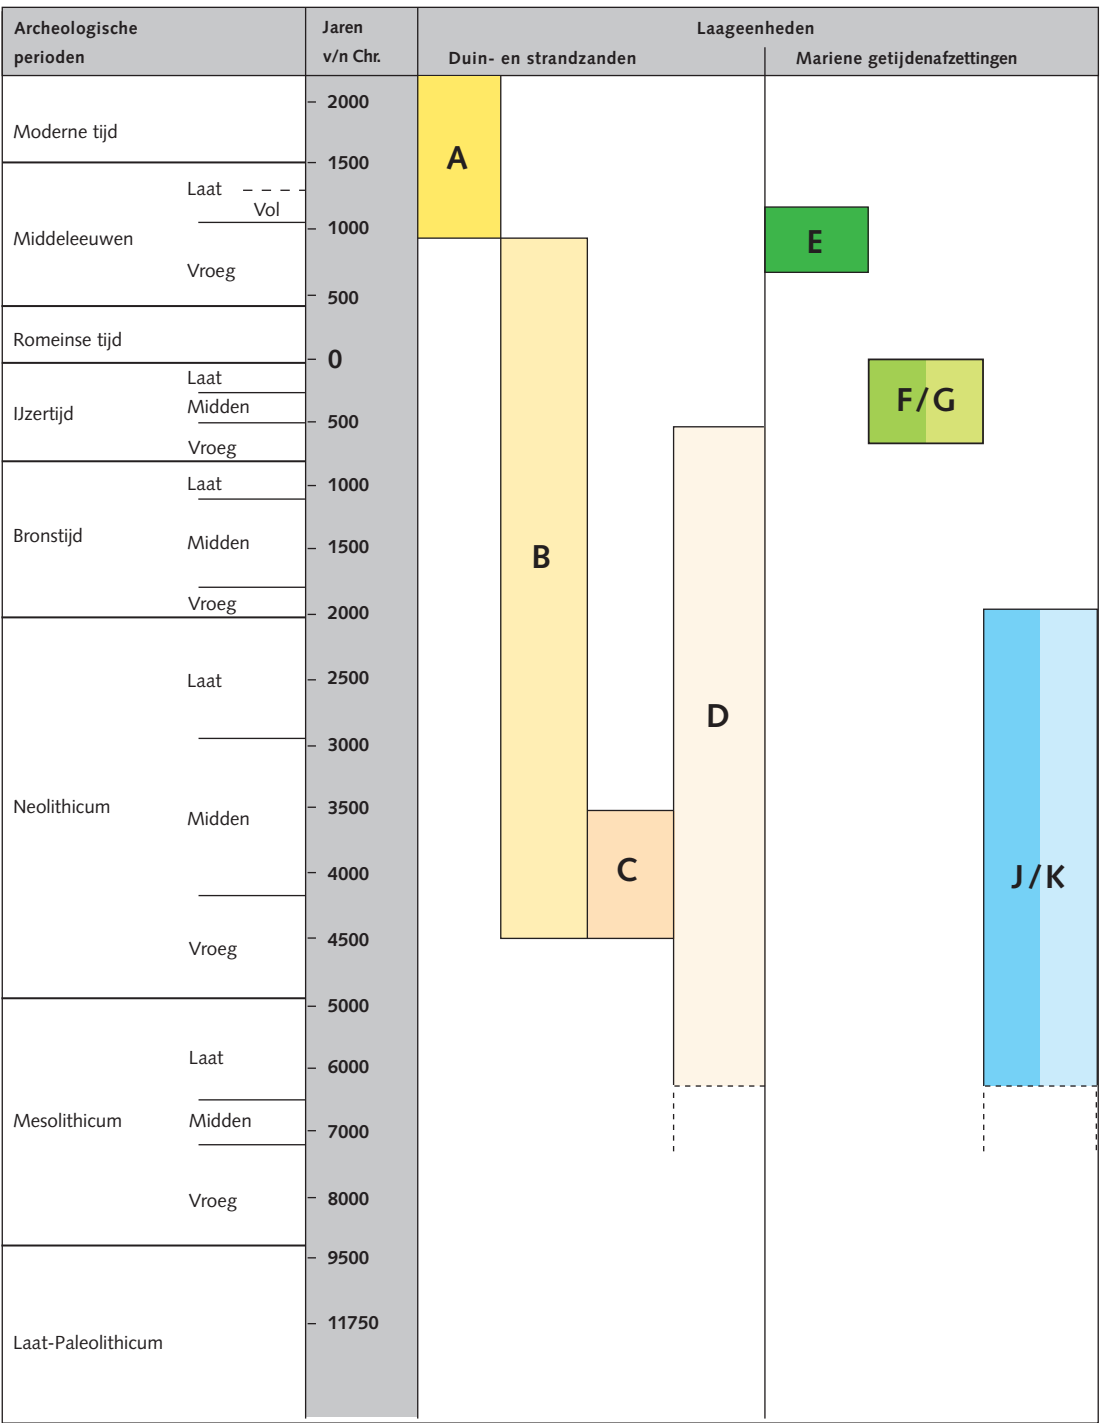 Archeologische
perioden
Jaren
v/n Chr.
Laageenheden
Duin- en strandzanden
Mariene getijdenafzettingen
Moderne tijd
Middeleeuwen
Laat
Vol
Vroeg
Romeinse tijd
IJzertijd
Laat
Midden
Vroeg
Bronstijd
Laat
Midden
Vroeg
Neolithicum
Laat
Midden
Vroeg
Mesolithicum
Laat
Midden
Vroeg
Laat-Paleolithicum
2000
1500
1000
500
0
500
1000
1500
2000
2500
3000
3500
4000
4500
5000
6000
7000
8000
9500
11750
A
B
C
D
E
F/G
J/K